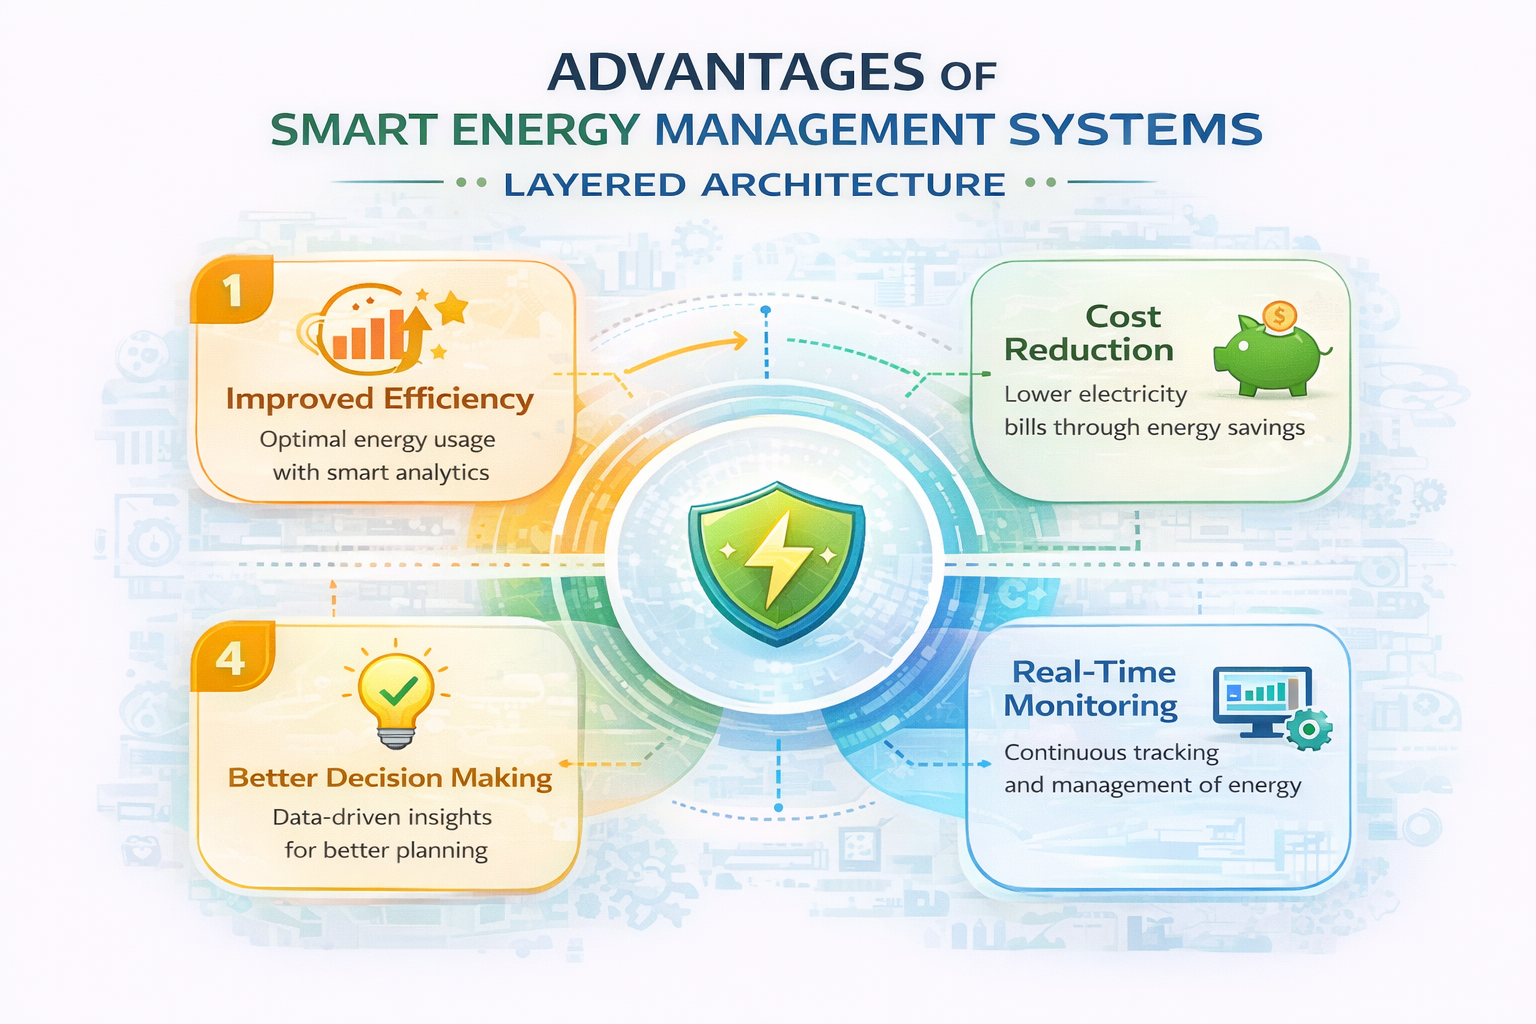 ADVANTAGES OF
SMART ENERGY MANAGEMENT SYSTEMS
LAYERED ARCHITECTURE
1
Improved Efficiency
Optimal energy usage
with smart analytics
Cost
Reduction
$
Lower electricity
bills through energy savings
4
Better Decision Making
Data-driven insights
for better planning
Real-Time
Monitoring
Continuous tracking
and management of energy